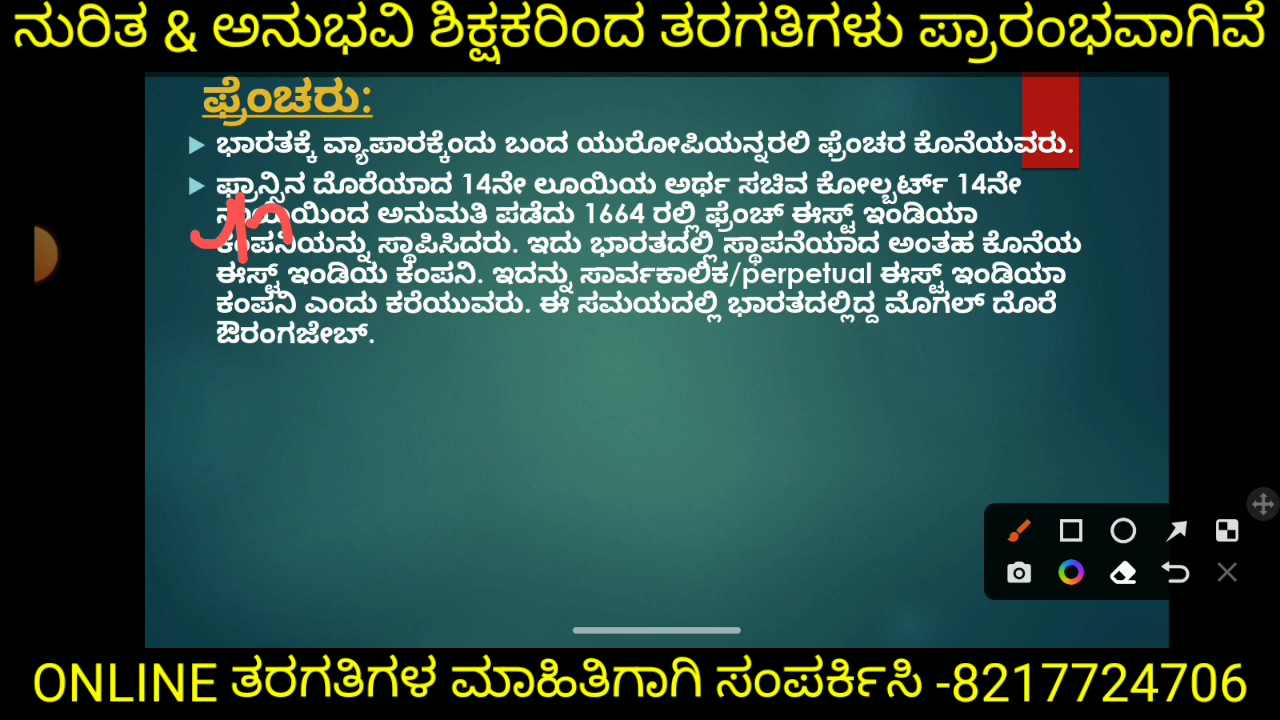 ನುರಿತ & ಅನುಭವಿ ಶಿಕ್ಷಕರಿಂದ ತರಗತಿಗಳು ಪ್ರಾರಂಭವಾಗಿವೆ
ಫ್ರೆಂಚರು:
ಭಾರತಕ್ಕೆ ವ್ಯಾಪಾರಕ್ಕೆಂದು ಬಂದ ಯುರೋಪಿಯನ್ನರಲಿ ಫ್ರೆಂಚರ ಕೊನೆಯವರು.
ಫ್ರಾನ್ಸಿನ ದೊರೆಯಾದ 14ನೇ ಲೂಯಿಯ ಅರ್ಥ ಸಚಿವ ಕೋಲ್ಬರ್ಟ್ 14ನೇ
ಅನುಮತಿ ಪಡೆದು 1664 ರಲ್ಲಿ ಫ್ರೆಂಚ್ ಈಸ್ಟ್ ಇಂಡಿಯಾ
ಕಂಪನಿಯನ್ನು ಸ್ಥಾಪಿಸಿದರು. ಇದು ಭಾರತದಲ್ಲಿ ಸ್ಥಾಪನೆಯಾದ ಅಂತಹ ಕೊನೆಯ
ಈಸ್ಟ್ ಇಂಡಿಯ ಕಂಪನಿ. ಇದನ್ನು ಸಾರ್ವಕಾಲಿಕ/perpetual ಈಸ್ಟ್ ಇಂಡಿಯಾ
ಕಂಪನಿ ಎಂದು ಕರೆಯುವರು. ಈ ಸಮಯದಲ್ಲಿ ಭಾರತದಲ್ಲಿದ್ದ ಮೊಗಲ್ ದೊರೆ
ಔರಂಗಜೇಬ್.
ONLINE ತರಗತಿಗಳ ಮಾಹಿತಿಗಾಗಿ ಸಂಪರ್ಕಿಸಿ -8217724706